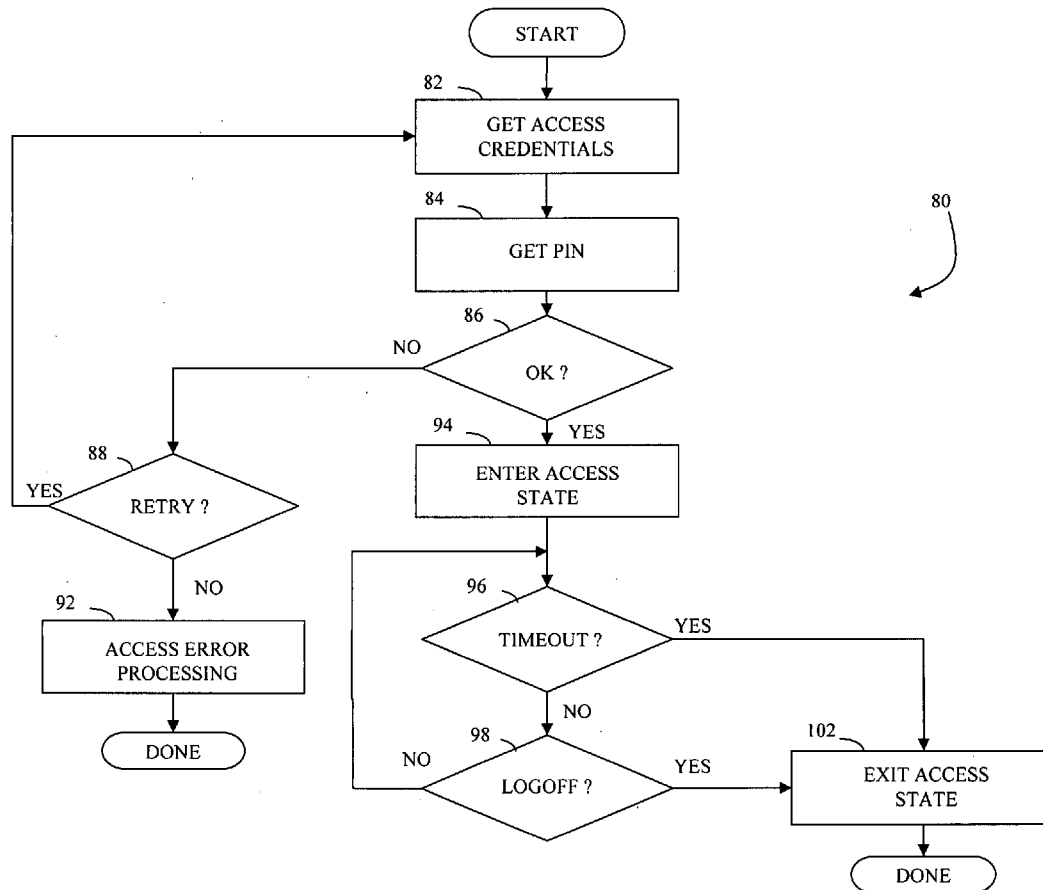 START
82
GET ACCESS
CREDENTIALS
84
GET PIN
80
86
NO
OK ?
YES
94
ENTER ACCESS
STATE
88
YES
RETRY ?
NO
92
ACCESS ERROR
PROCESSING
DONE
96
TIMEOUT ?
YES
NO
98
NO
LOGOFF ?
YES
102
EXIT ACCESS
STATE
DONE